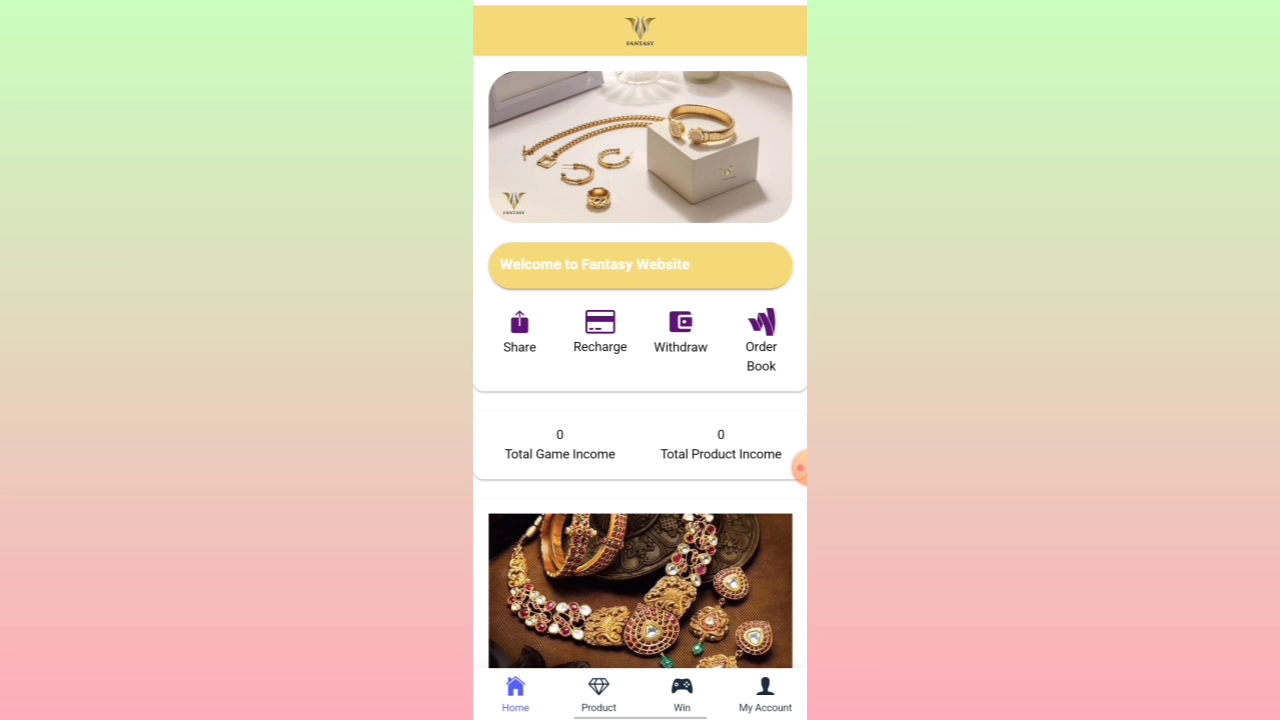 FANTASY
FANTASY
Welcome to Fantasy Website
Share
Recharge
Withdraw
Order
Book
0
Total Game Income
0
Total Product Income
Home
Product
Win
My Account